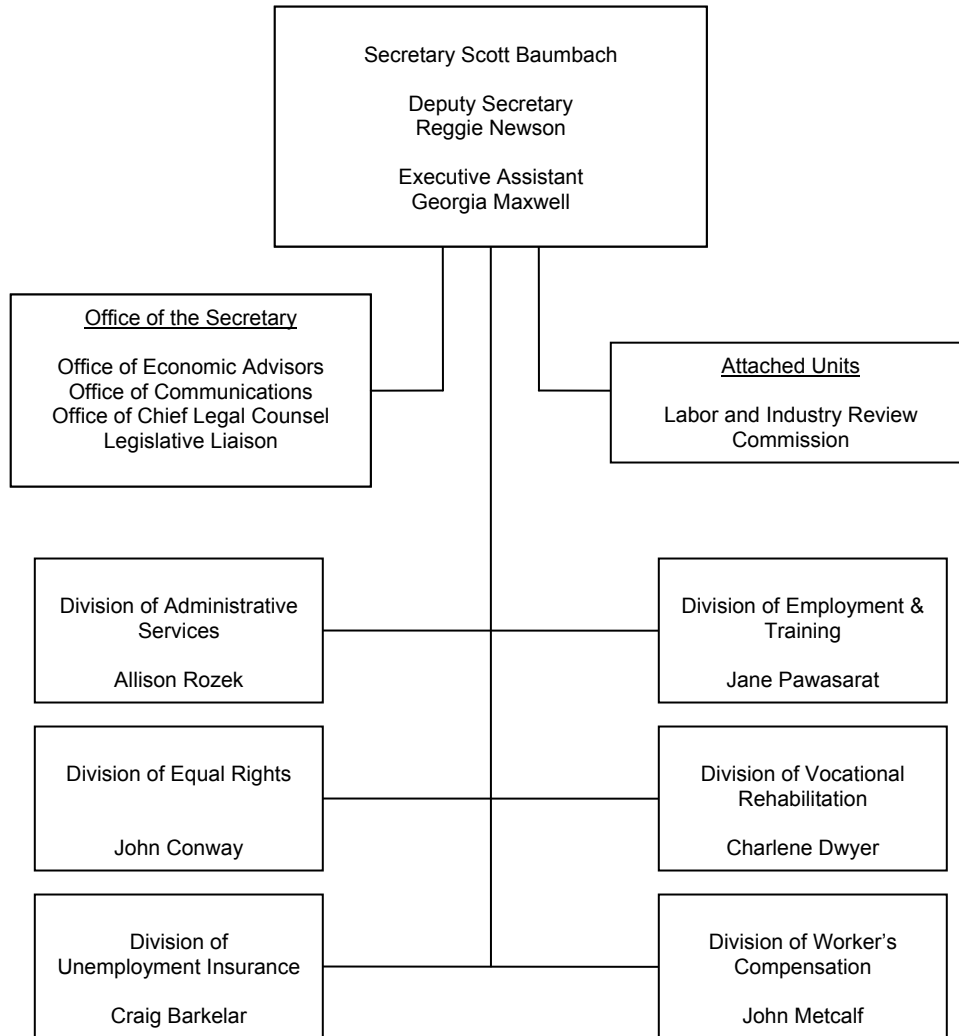 Secretary Scott Baumbach
Deputy Secretary
Reggie Newson
Executive Assistant
Georgia Maxwell
Office of the Secretary
Office of Economic Advisors
Office of Communications
Office of Chief Legal Counsel
Legislative Liaison
Attached Units
Labor and Industry Review
Commission
Division of Administrative
Services
Allison Rozek
Division of Employment &
Training
Jane Pawasarat
Division of Equal Rights
John Conway
Division of Vocational
Rehabilitation
Charlene Dwyer
Division of
Unemployment Insurance
Craig Barkelar
Division of Worker’s
Compensation
John Metcalf